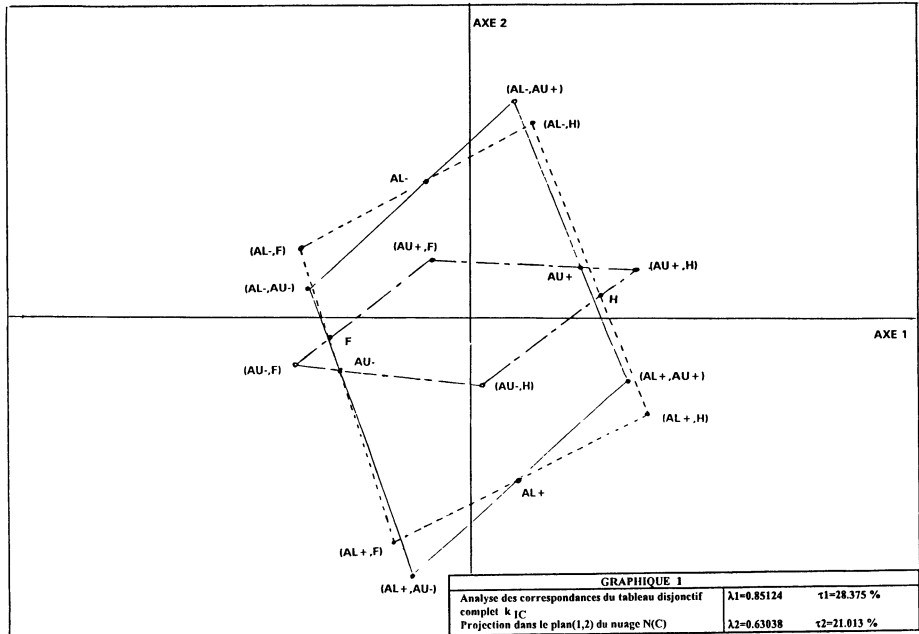 AXE 2
(AL-,AU+)
(AL-,H)
AL-
(AL-,F)
(AU+,F)
(AU+,H)
AU+
(AL-,AU-)
H
AXE 1
F
AU-
(AU-,F)
(AU-,H)
(AL+,AU+)
(AL+,H)
AL+
(AL+,F)
(AL+,AU-)
GRAPHIQUE 1
Analyse des correspondances du tableau disjonctif λ1=0.85124 τ1=28.375 %
complet k IC
Projection dans le plan(1,2) du nuage N(C) λ2=0.63038 τ2=21.013 %